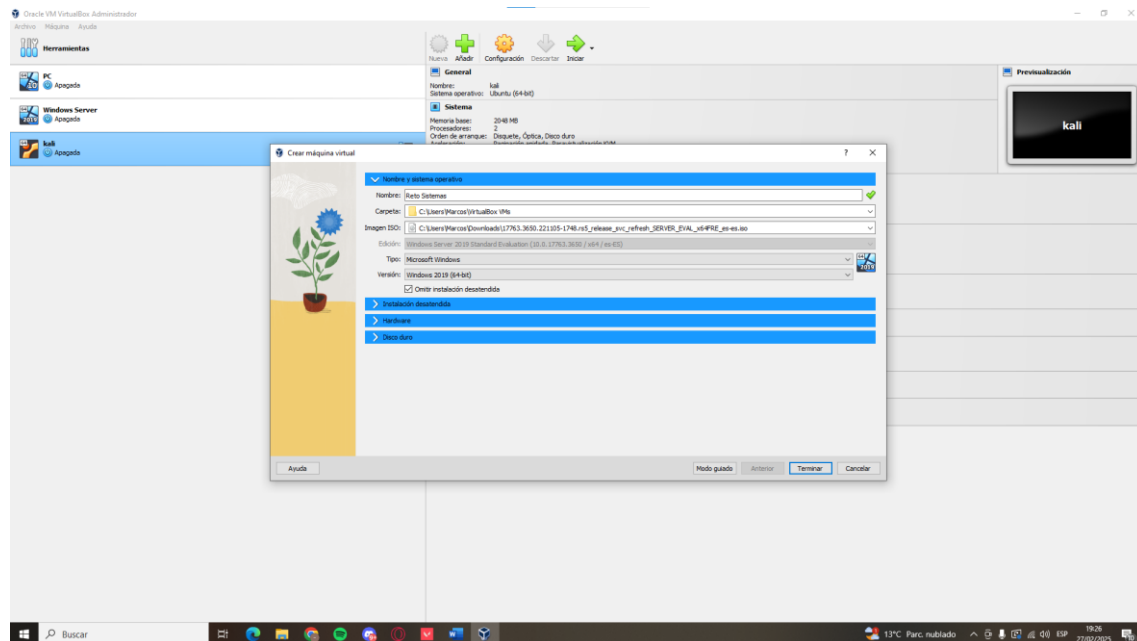 Oracle VM VirtualBox Administrador
Archivo Máquina Ayuda
Herramientas
Nueva Añadir Configuración Descartar Iniciar
PC
Apagada
Windows Server
Apagada
kali
Apagada
General
Nombre: kali
Sistema operativo: Ubuntu (64-bit)
Sistema
Memoria base: 2048 MB
Procesadores: 2
Orden de arranque: Disquete, Óptica, Disco duro
Previsualización
kali
Crear máquina virtual
Nombre y sistema operativo
Nombre: Reto Sistemas
Carpeta: C:\Users\Marcos\VirtualBox VMs
Imagen ISO: C:\Users\Marcos\Downloads\17763.3650.221105-1748.rs5_release_svc_refresh_SERVER_EVAL_x64FRE_es-es.iso
Edición: Windows Server 2019 Standard Evaluation (10.0.17763.3650 / x64 / es-ES)
Tipo: Microsoft Windows
2019
Versión: Windows 2019 (64-bit)
Omitir instalación desatendida
Instalación desatendida
Hardware
Disco duro
Ayuda Modo guiado Anterior Terminar Cancelar
Buscar
13°C Parc. nublado ESP 19:26
27/02/2025